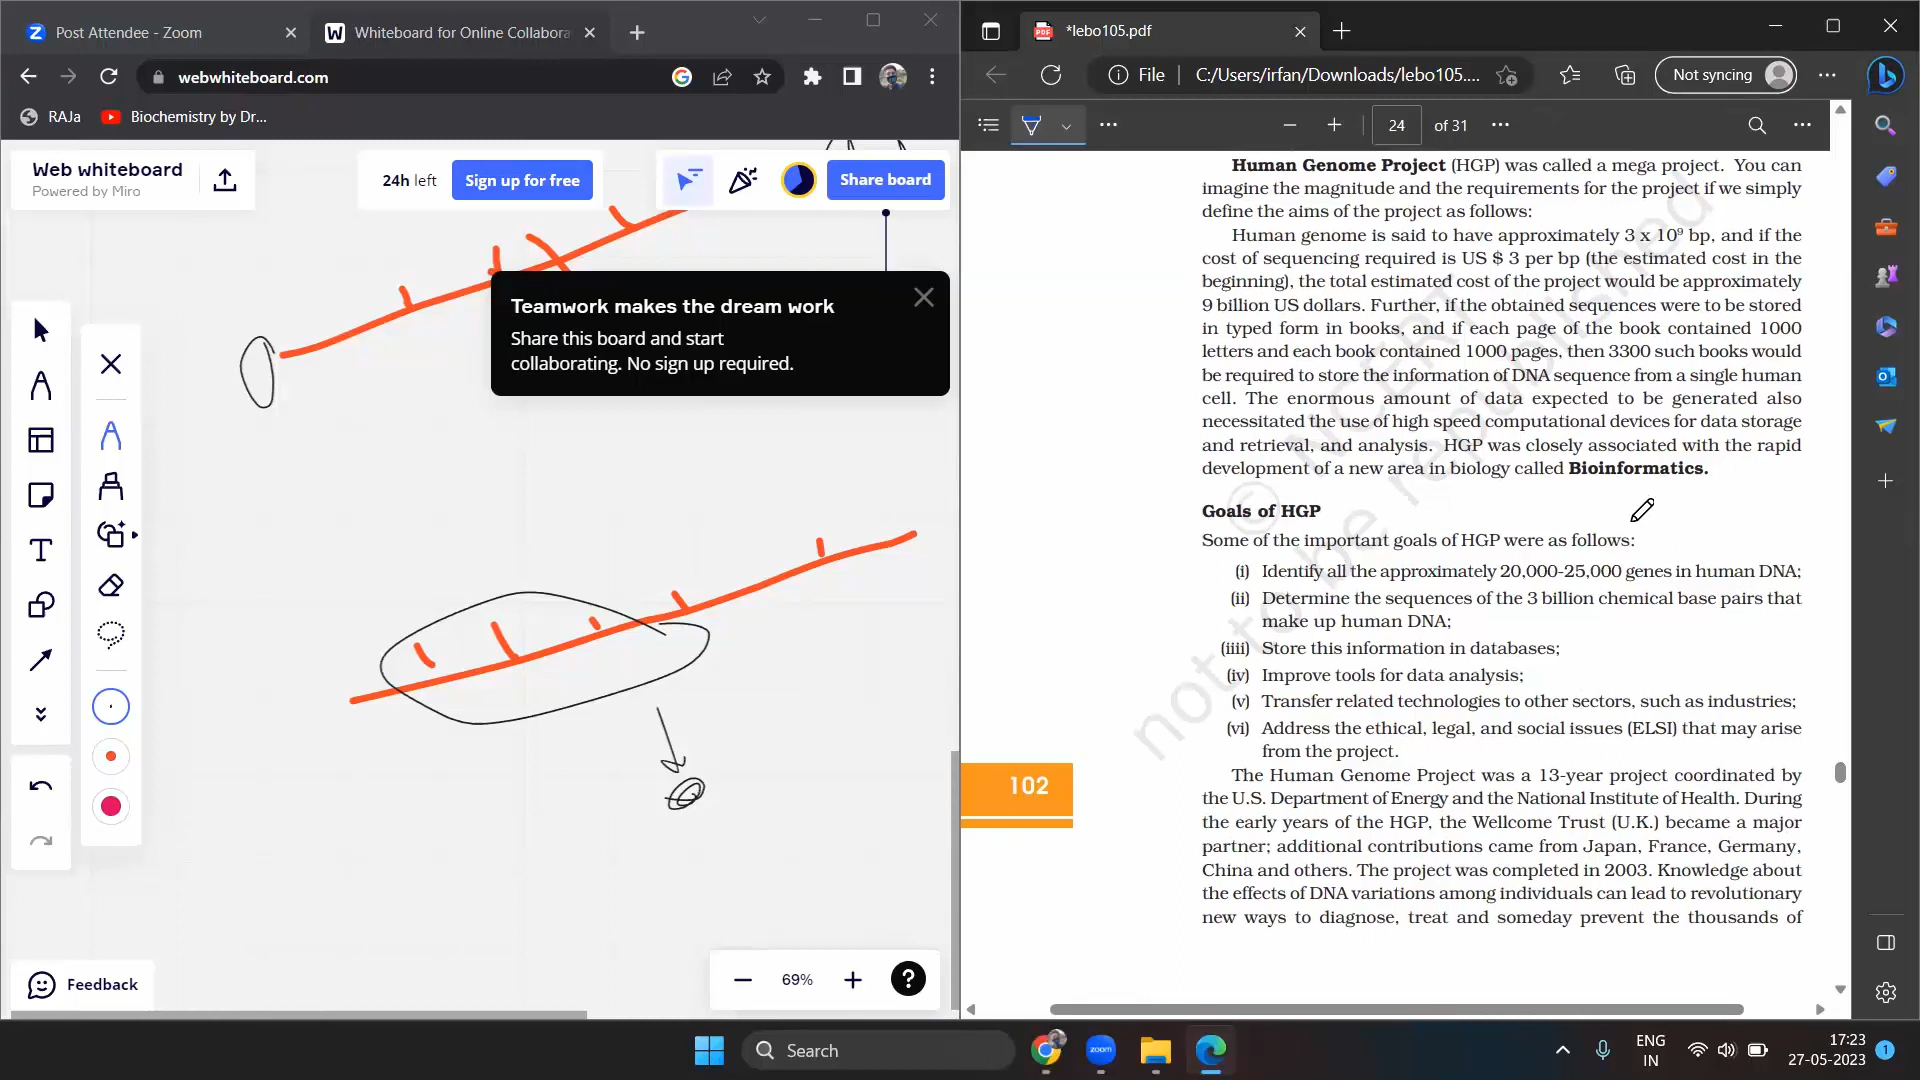 Post Attendee - Zoom
Whiteboard for Online Collabora
*lebo105.pdf
webwhiteboard.com
File
C:/Users/irfan/Downloads/lebo105....
Not syncing
RAJa
Biochemistry by Dr...
24
of 31
Web whiteboard
Powered by Miro
24h left
Sign up for free
Share board
Teamwork makes the dream work
Share this board and start
collaborating. No sign up required.
Human Genome Project (HGP) was called a mega project. You can
imagine the magnitude and the requirements for the project if we simply
define the aims of the project as follows:
Human genome is said to have approximately 3 x 10⁹ bp, and if the
cost of sequencing required is US $ 3 per bp (the estimated cost in the
beginning), the total estimated cost of the project would be approximately
9 billion US dollars. Further, if the obtained sequences were to be stored
in typed form in books, and if each page of the book contained 1000
letters and each book contained 1000 pages, then 3300 such books would
be required to store the information of DNA sequence from a single human
cell. The enormous amount of data expected to be generated also
necessitated the use of high speed computational devices for data storage
and retrieval, and analysis. HGP was closely associated with the rapid
development of a new area in biology called Bioinformatics.
Goals of HGP
Some of the important goals of HGP were as follows:
(i) Identify all the approximately 20,000-25,000 genes in human DNA;
(ii) Determine the sequences of the 3 billion chemical base pairs that
make up human DNA;
(iiii) Store this information in databases;
(iv) Improve tools for data analysis;
(v) Transfer related technologies to other sectors, such as industries;
(vi) Address the ethical, legal, and social issues (ELSI) that may arise
from the project.
The Human Genome Project was a 13-year project coordinated by
the U.S. Department of Energy and the National Institute of Health. During
the early years of the HGP, the Wellcome Trust (U.K.) became a major
partner; additional contributions came from Japan, France, Germany,
China and others. The project was completed in 2003. Knowledge about
the effects of DNA variations among individuals can lead to revolutionary
new ways to diagnose, treat and someday prevent the thousands of
102
© NCERT
not to be republished
69%
?
Feedback
Search
zoom
ENG
IN
17:23
27-05-2023
1